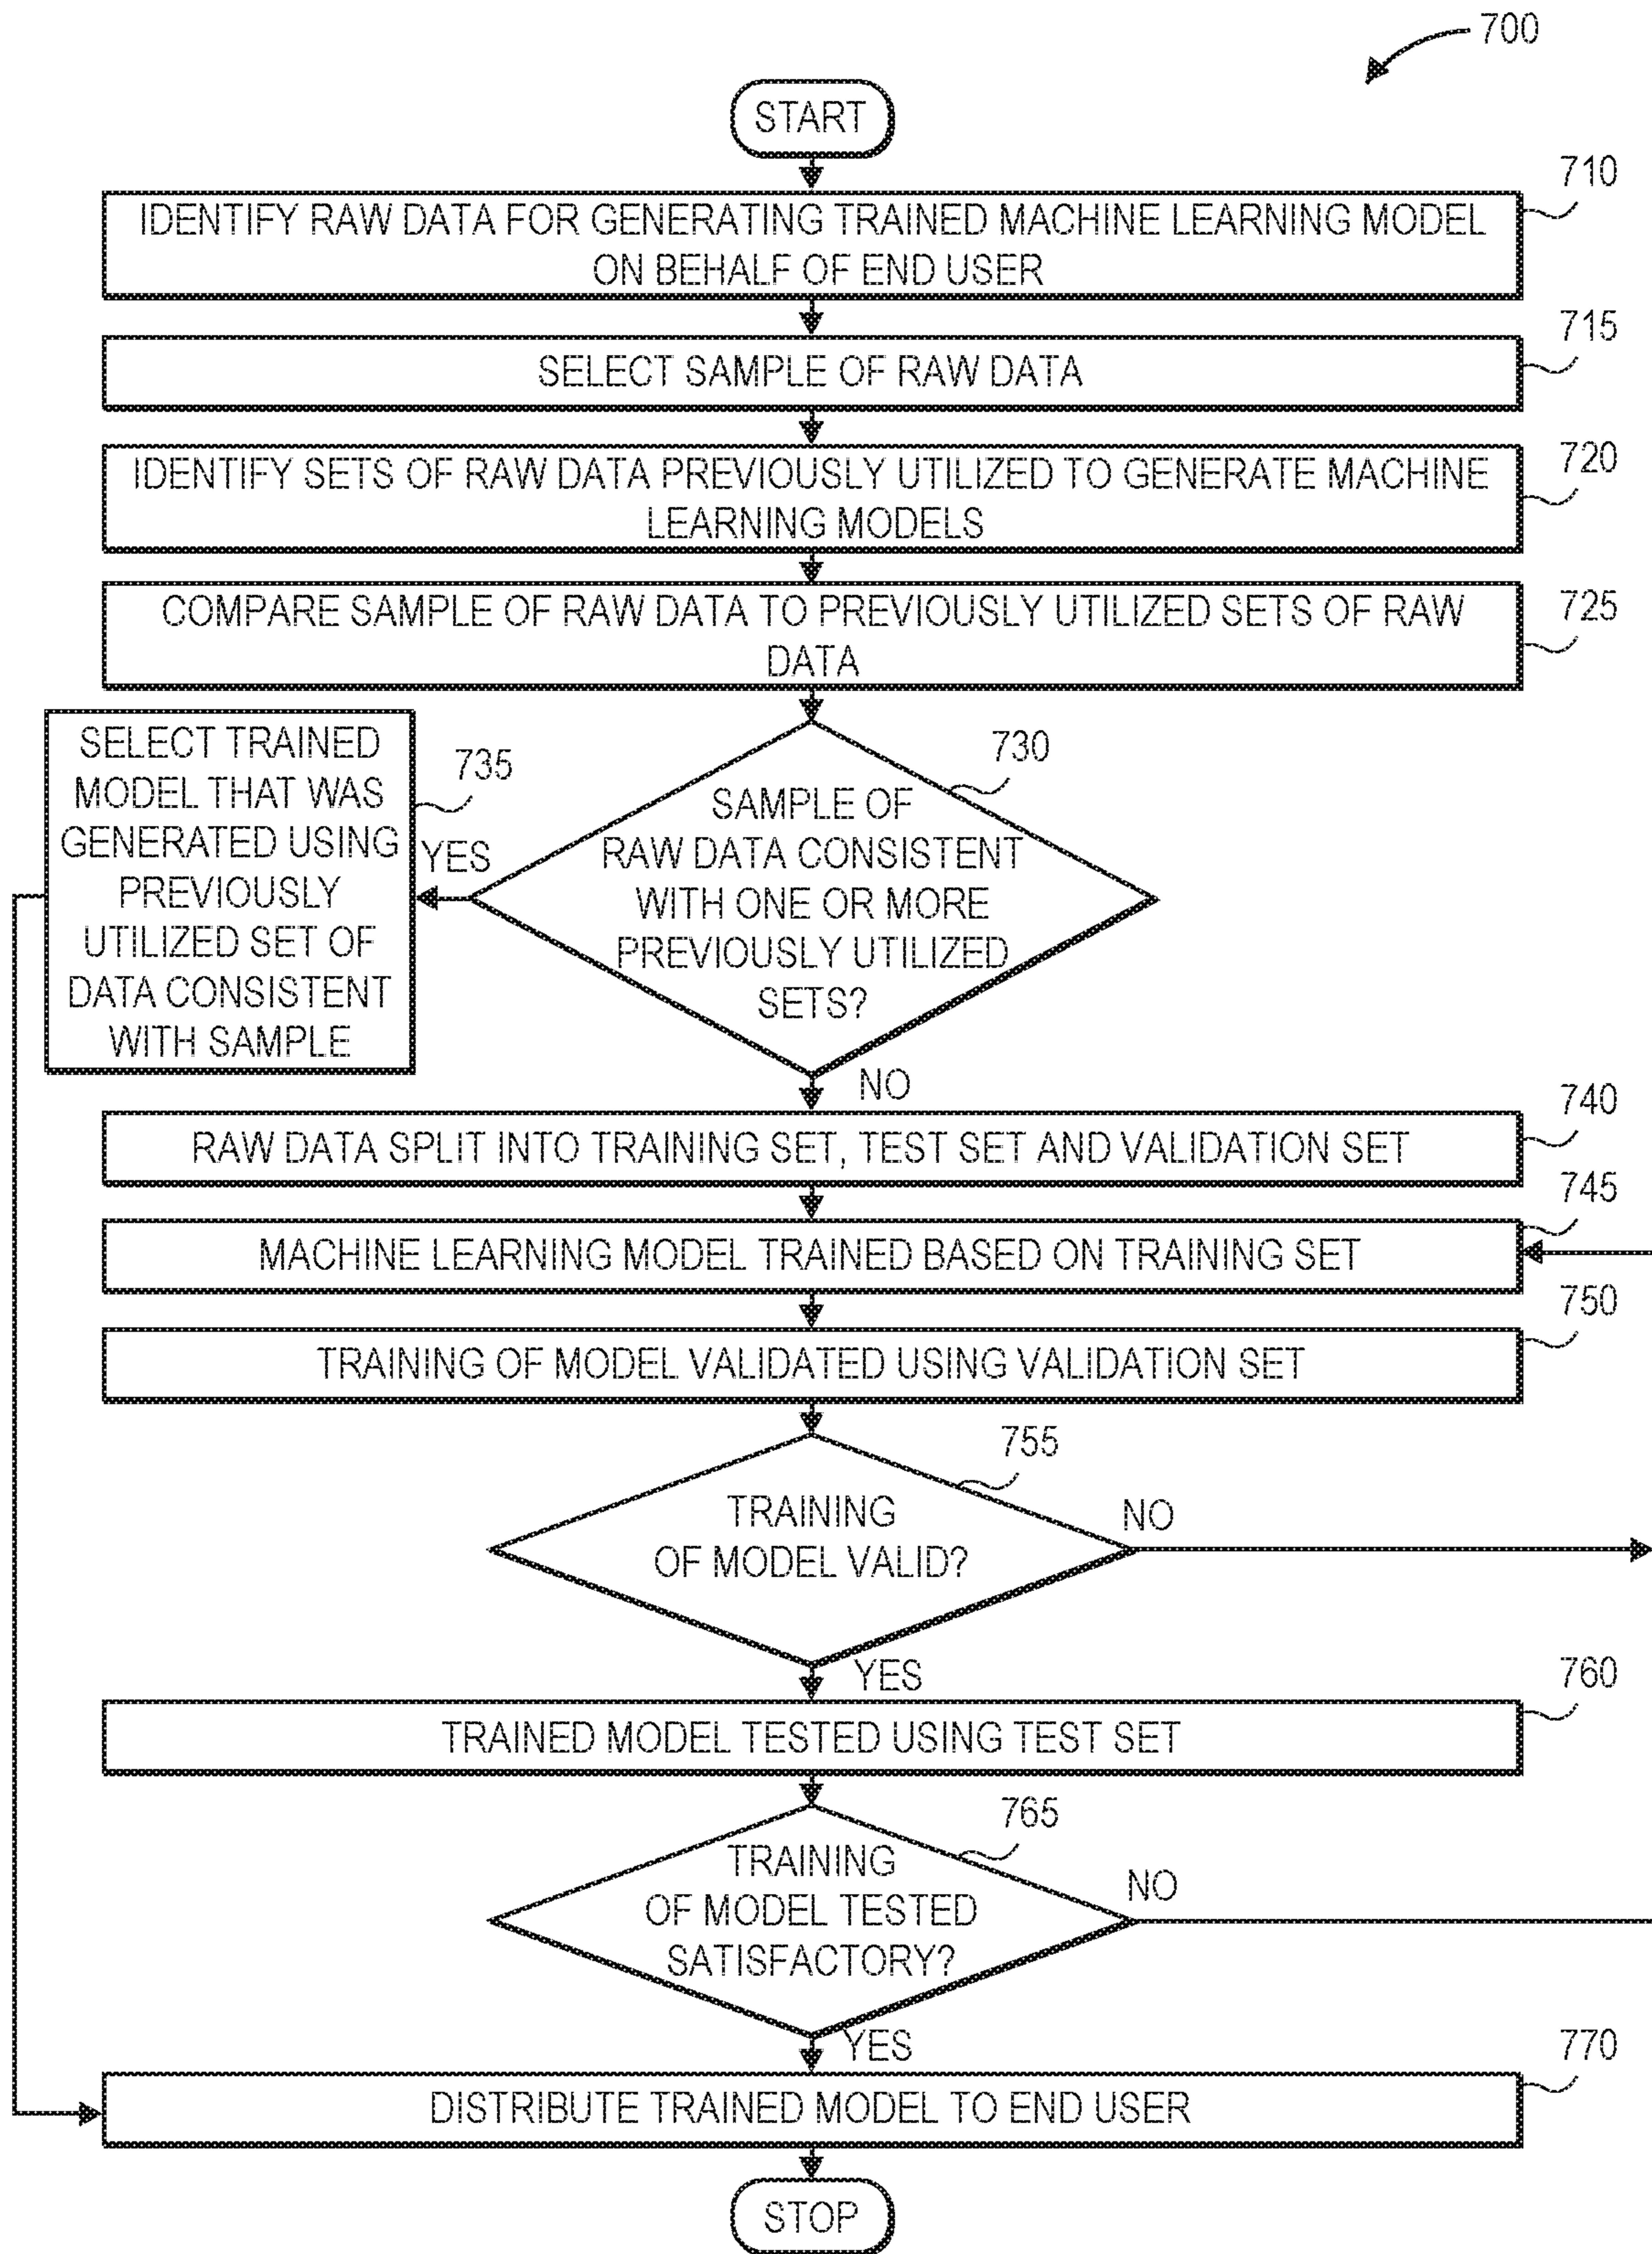 700
START
710
IDENTIFY RAW DATA FOR GENERATING TRAINED MACHINE LEARNING MODEL
ON BEHALF OF END USER
715
SELECT SAMPLE OF RAW DATA
720
IDENTIFY SETS OF RAW DATA PREVIOUSLY UTILIZED TO GENERATE MACHINE
LEARNING MODELS
725
COMPARE SAMPLE OF RAW DATA TO PREVIOUSLY UTILIZED SETS OF RAW
DATA
730
SAMPLE OF
RAW DATA CONSISTENT
WITH ONE OR MORE
PREVIOUSLY UTILIZED
SETS?
YES
735
SELECT TRAINED
MODEL THAT WAS
GENERATED USING
PREVIOUSLY
UTILIZED SET OF
DATA CONSISTENT
WITH SAMPLE
NO
740
RAW DATA SPLIT INTO TRAINING SET, TEST SET AND VALIDATION SET
745
MACHINE LEARNING MODEL TRAINED BASED ON TRAINING SET
750
TRAINING OF MODEL VALIDATED USING VALIDATION SET
755
TRAINING
OF MODEL VALID?
NO
YES
760
TRAINED MODEL TESTED USING TEST SET
765
TRAINING
OF MODEL TESTED
SATISFACTORY?
NO
YES
770
DISTRIBUTE TRAINED MODEL TO END USER
STOP